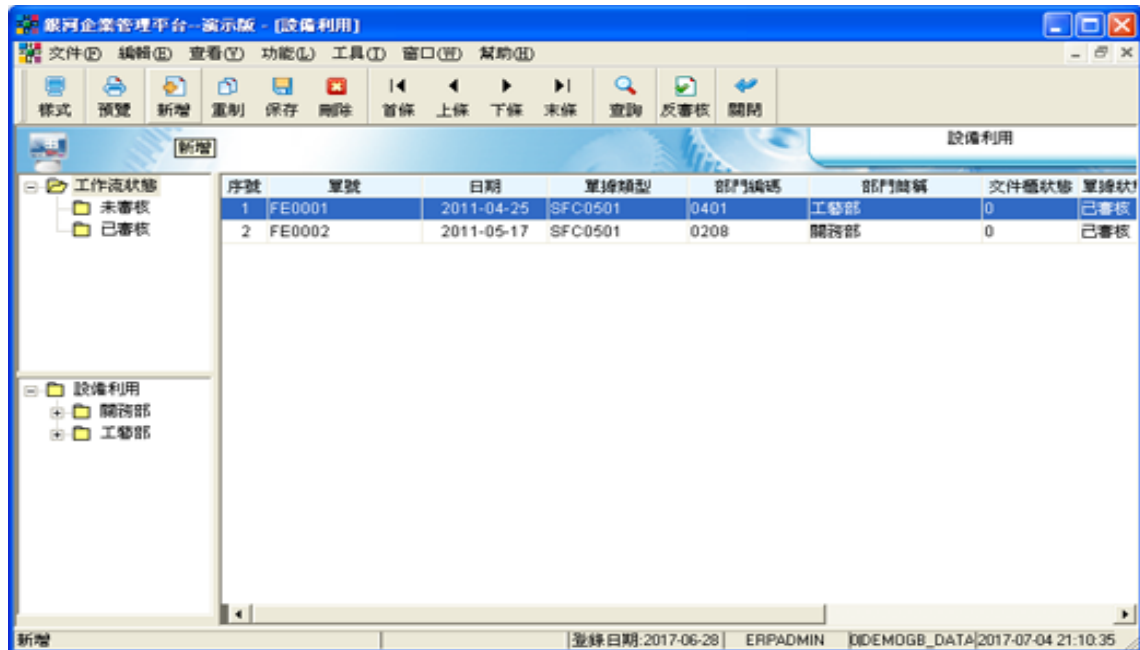 銀河企業管理平台--演示版 - [設備利用]
文件(F) 編輯(E) 查看(Y) 功能(L) 工具(T) 窗口(W) 幫助(H)
樣式 預覽 新增 重制 保存 刪除 首條 上條 下條 末條 查詢 反審核 關閉
新增
設備利用
工作流狀態
未審核
已審核
序號 單號 日期 單據類型 部門編碼 部門簡稱 文件櫃狀態 單據狀
1 FE0001 2011-04-25 SFC0501 0401 工藝部 0 已審核
2 FE0002 2011-05-17 SFC0501 0208 關務部 0 已審核
設備利用
關務部
工藝部
新增 登錄日期:2017-06-28 ERPADMIN DEMOGB_DATA 2017-07-04 21:10:35